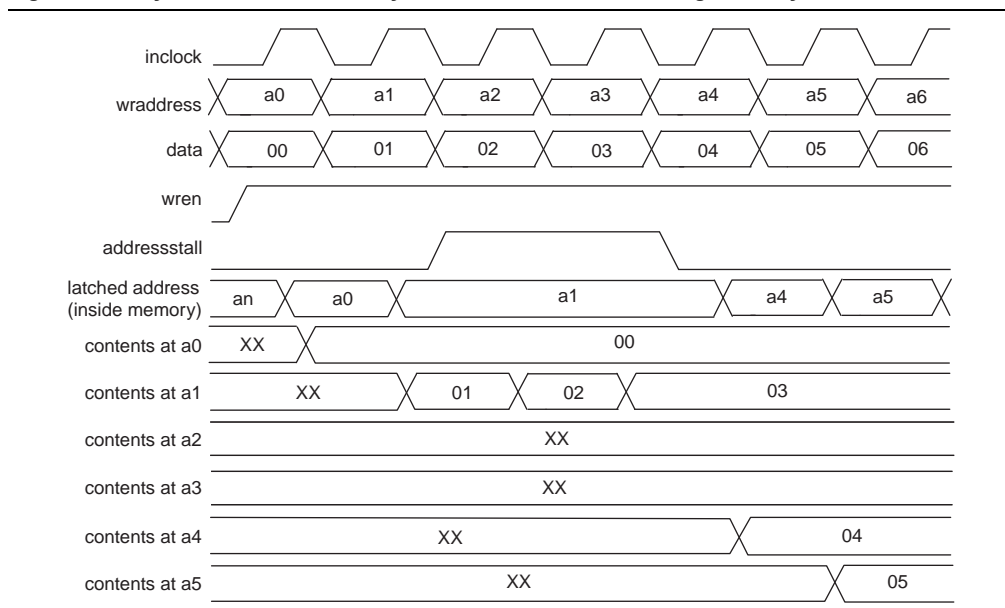 inclock
wraddress a0 a1 a2 a3 a4 a5 a6
data 00 01 02 03 04 05 06
wren
addressstall
latched address
(inside memory) an a0 a1 a4 a5
contents at a0 XX 00
contents at a1 XX 01 02 03
contents at a2 XX
contents at a3 XX
contents at a4 XX 04
contents at a5 XX 05